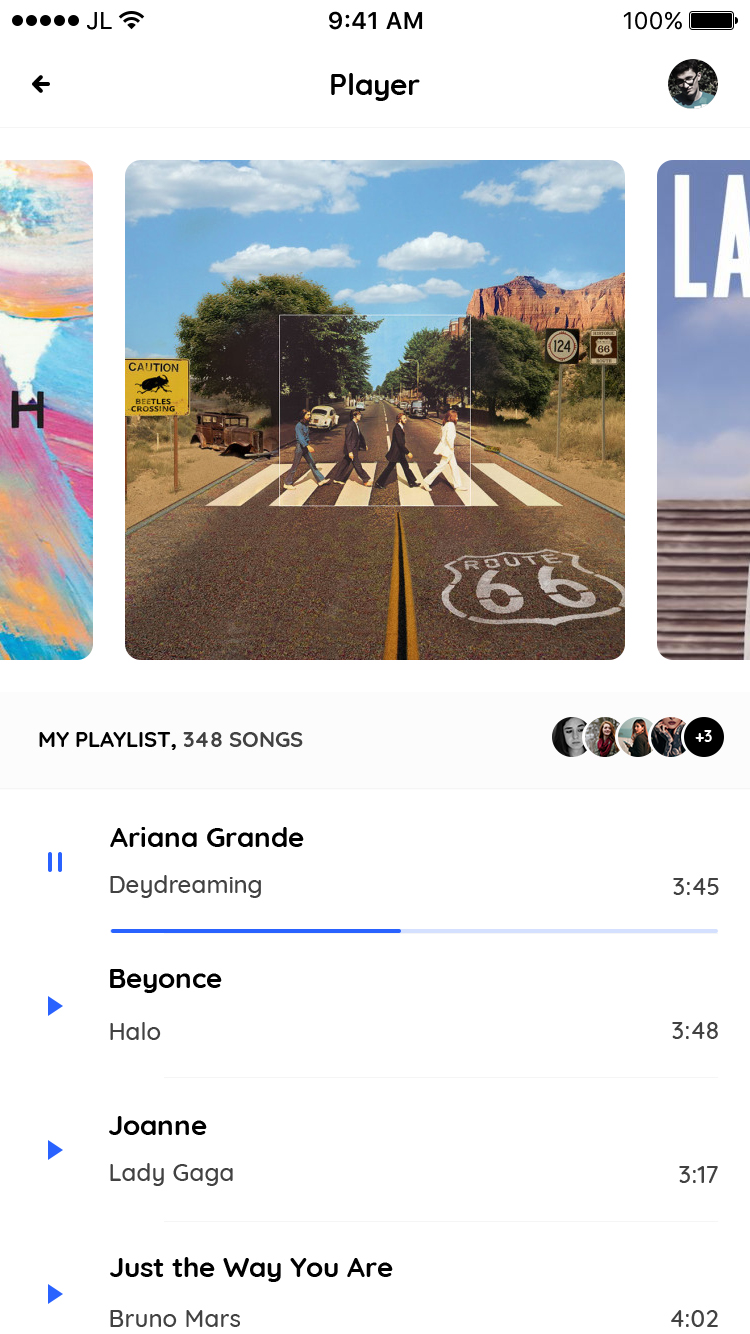 JL 9:41 AM 100%
Player
H
LA
CAUTION
BEETLES
CROSSING
124
HISTORIC
66
ROUTE
ROUTE
66
MY PLAYLIST, 348 SONGS
+3
Ariana Grande
Deydreaming
3:45
Beyonce
Halo
3:48
Joanne
Lady Gaga
3:17
Just the Way You Are
Bruno Mars
4:02